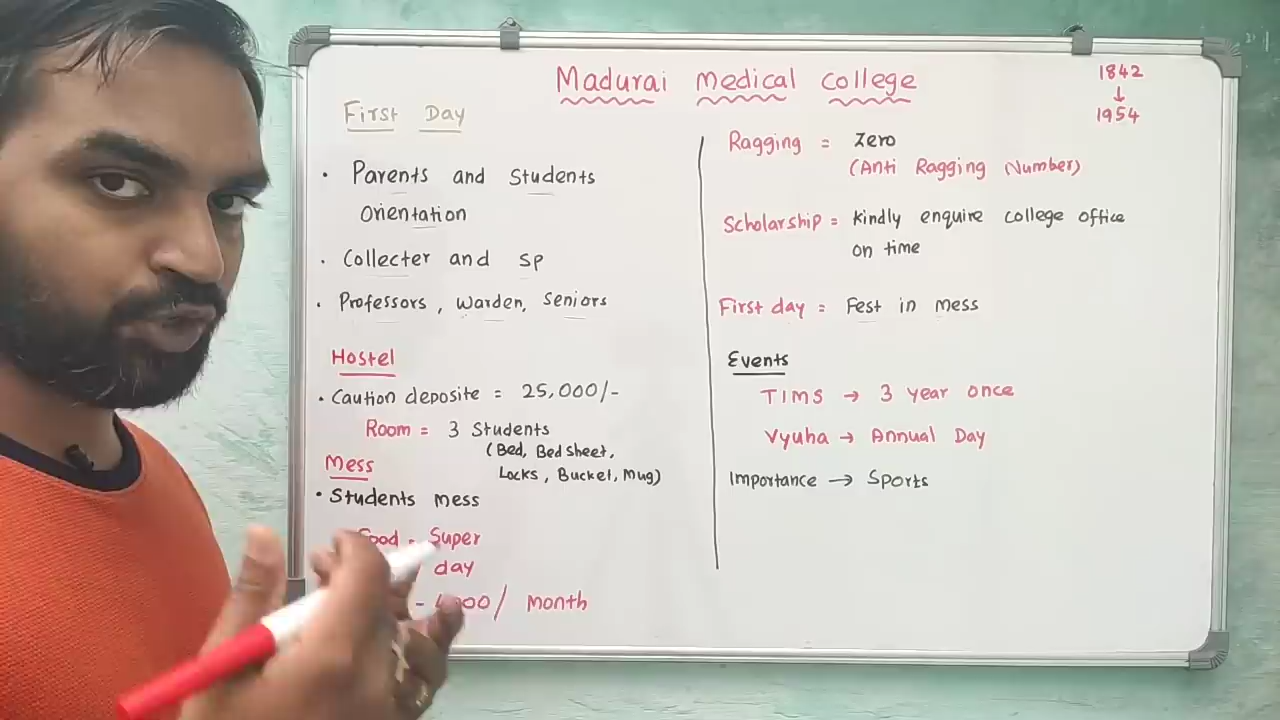 Madurai Medical College
1842
↓
1954
First Day
• Parents and Students
Orientation
• Collecter and SP
• Professors, Warden, Seniors
Hostel
• Caution deposite = 25,000/-
Room = 3 Students
(Bed, Bed sheet,
Locks, Bucket, Mug)
Mess
• Students mess
Food - Super
day
/ Month
Ragging = Zero
(Anti Ragging Number)
Scholarship = Kindly enquire college office
on time
First day = Fest in mess
Events
TIMS → 3 year once
Vyuha → Annual Day
Importance → Sports